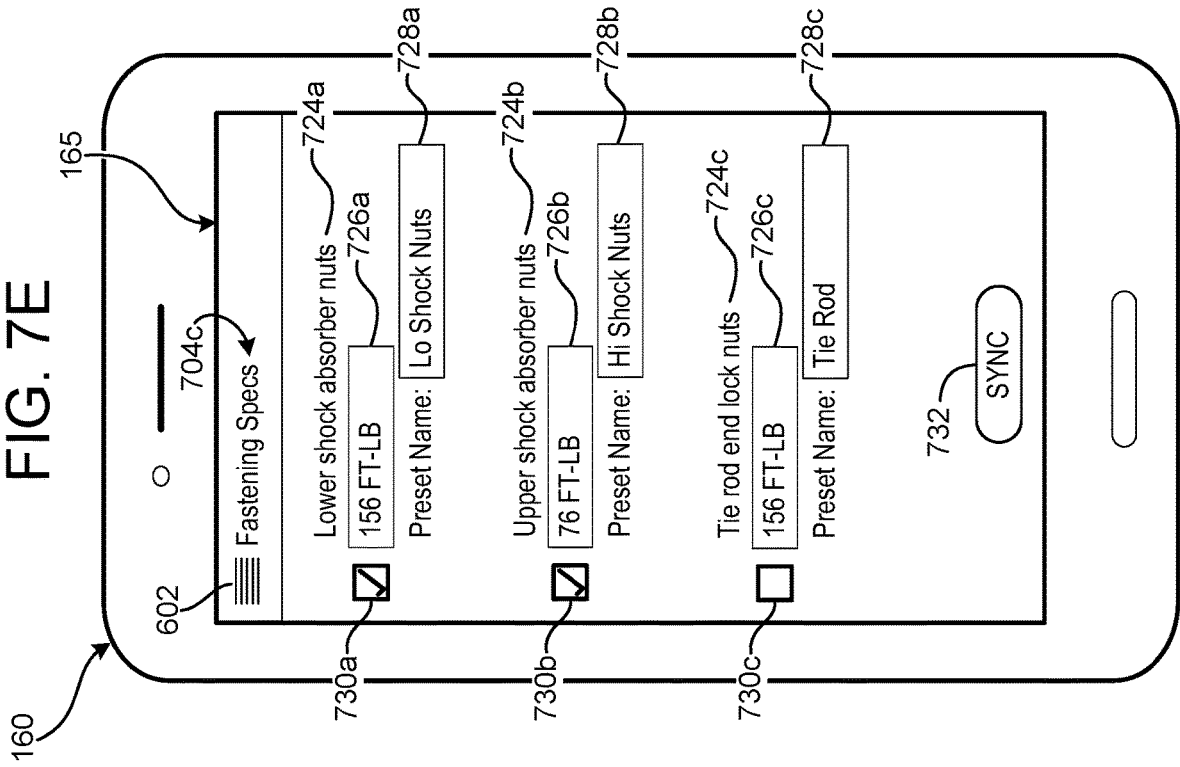 FIG. 7E
160
165
602
704c
Fastening Specs
Lower shock absorber nuts
724a
730a
156 FT-LB
726a
Preset Name:
Lo Shock Nuts
728a
Upper shock absorber nuts
724b
730b
76 FT-LB
726b
Preset Name:
Hi Shock Nuts
728b
Tie rod end lock nuts
724c
730c
156 FT-LB
726c
Preset Name:
Tie Rod
728c
732
SYNC